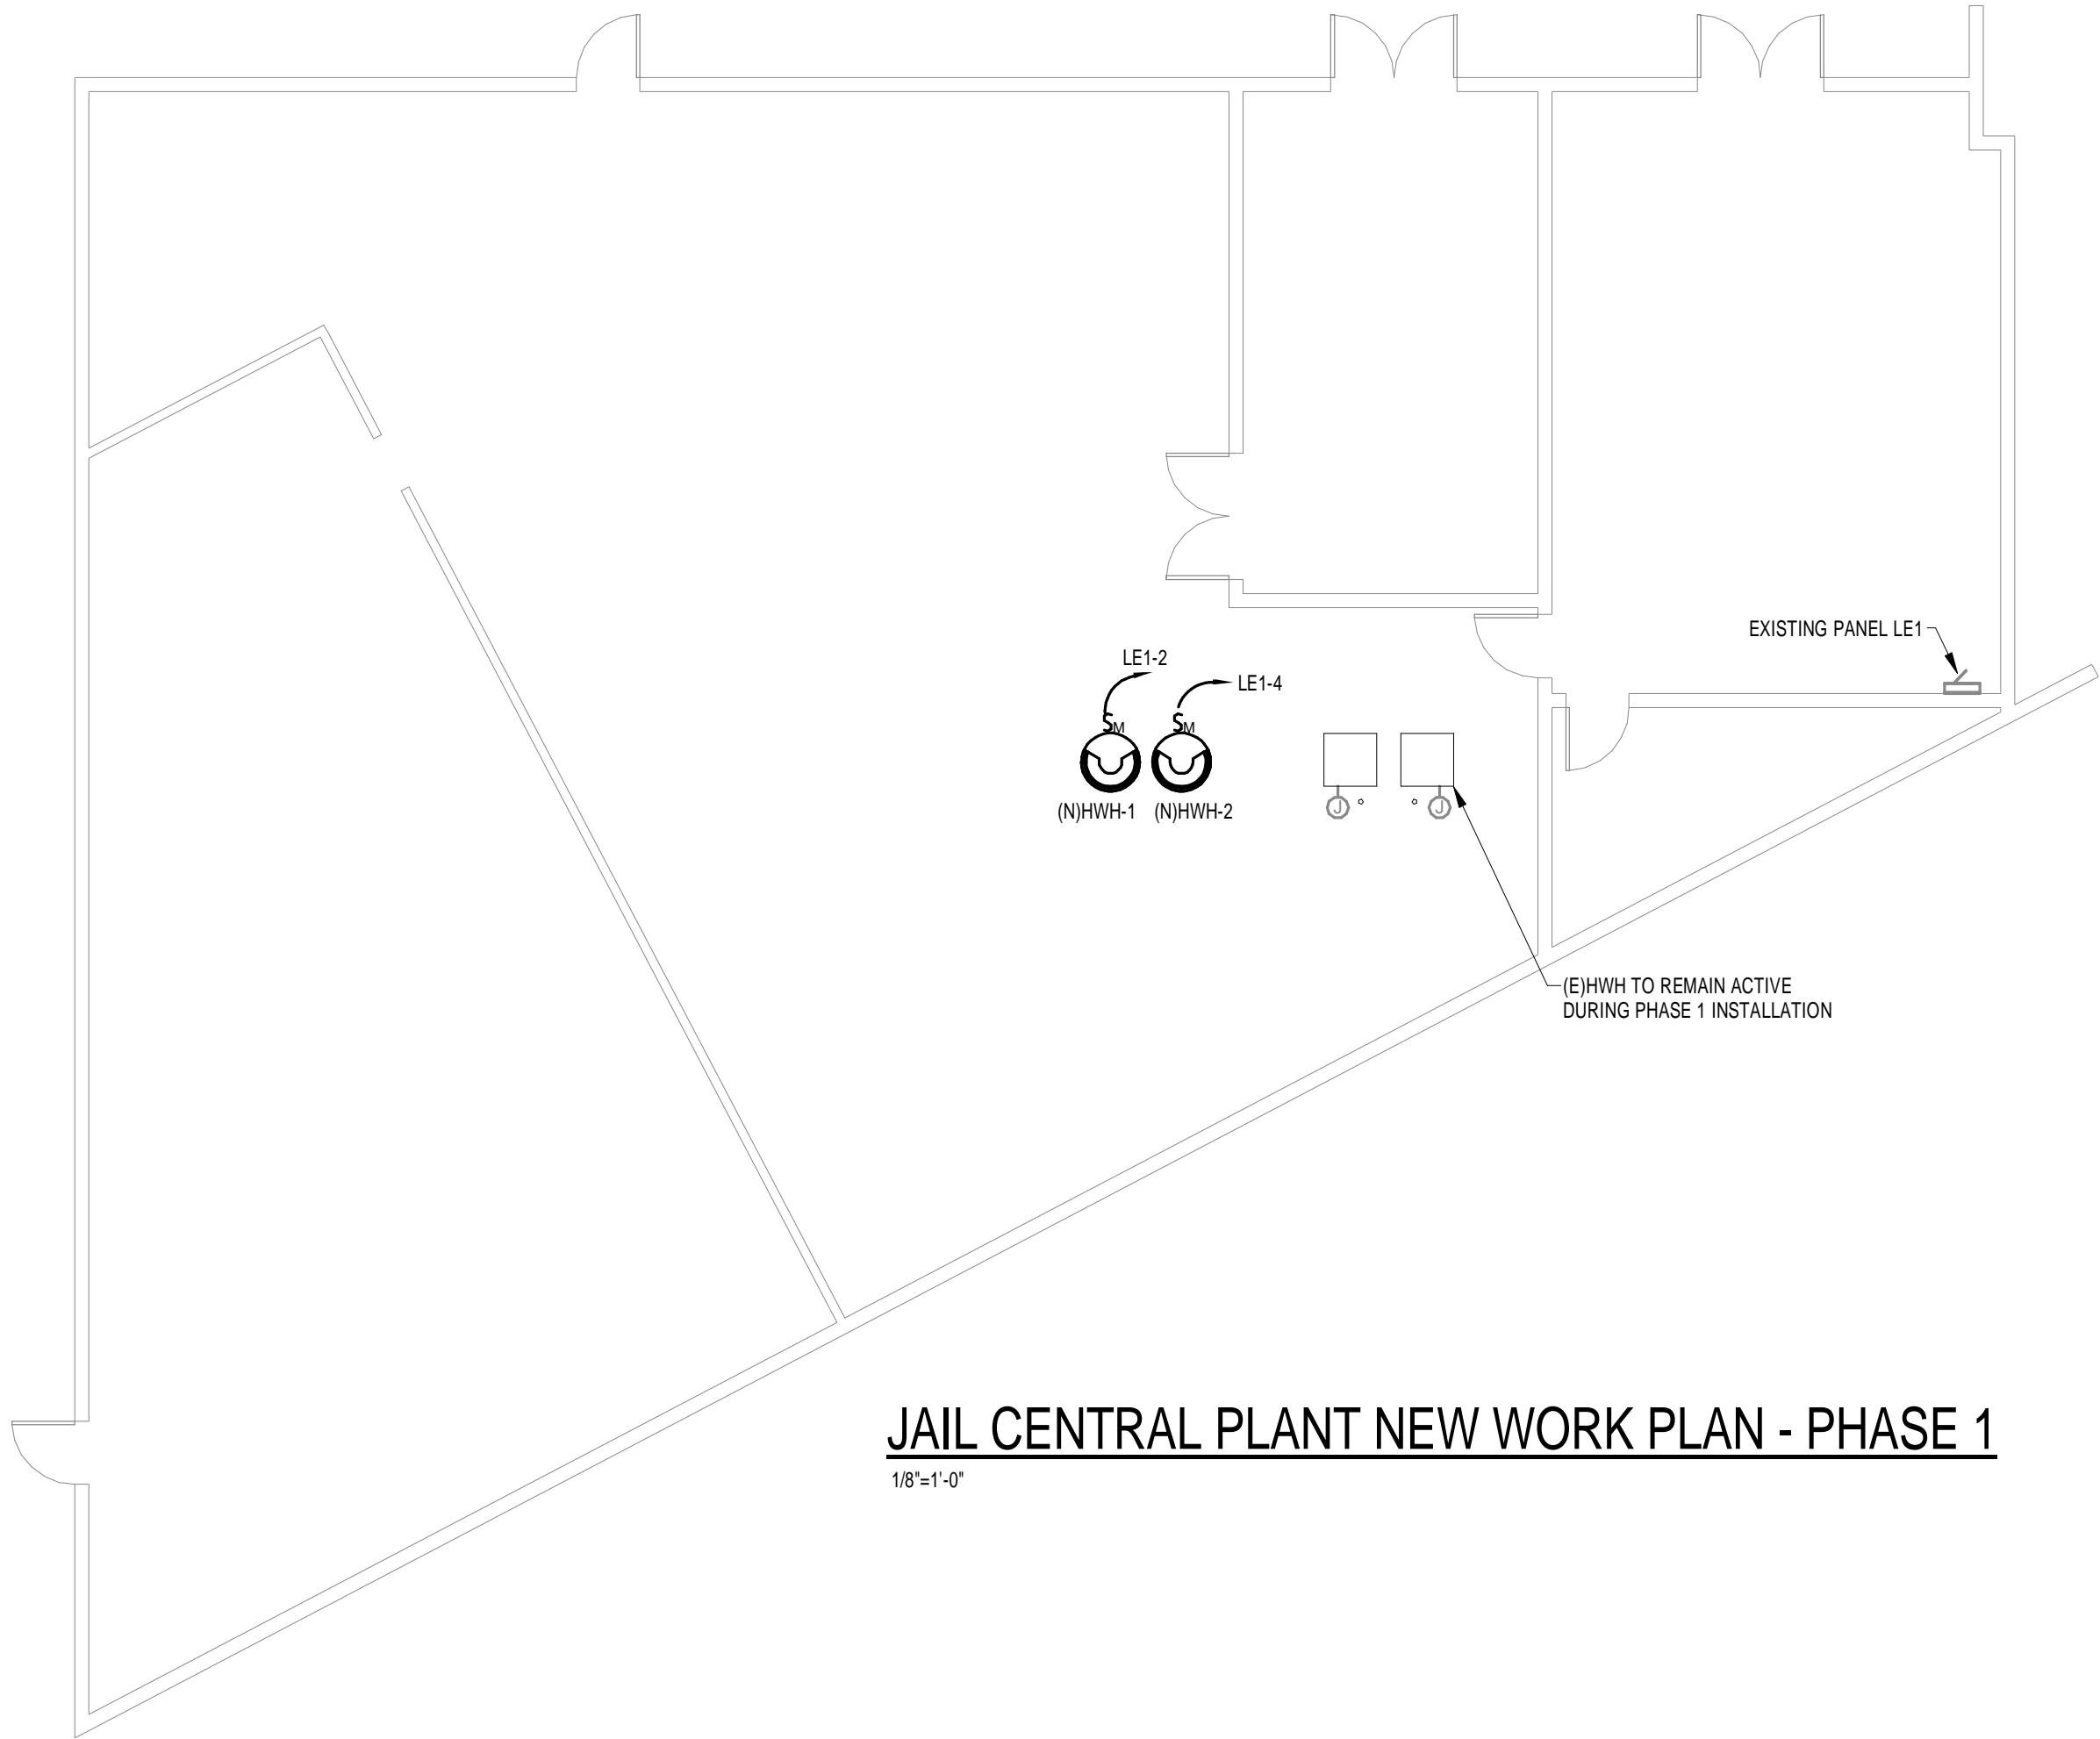 EXISTING PANEL LE1
LE1-2
LE1-4
SM
SM
(N)HWH-1
(N)HWH-2
J
J
(E)HWH TO REMAIN ACTIVE
DURING PHASE 1 INSTALLATION
JAIL CENTRAL PLANT NEW WORK PLAN - PHASE 1
1/8"=1'-0"